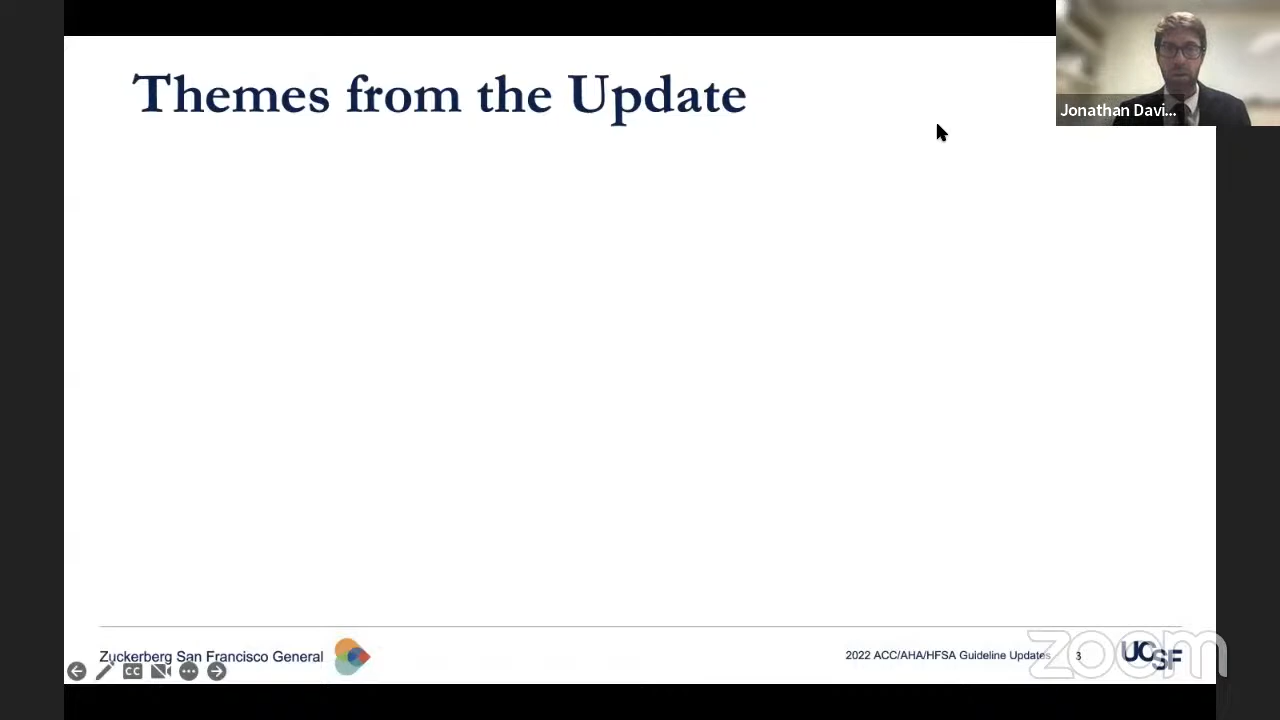 Themes from the Update
Jonathan Davi...
Zuckerberg San Francisco General
2022 ACC/AHA/HFSA Guideline Updates
3
UCSF
zoom
CC